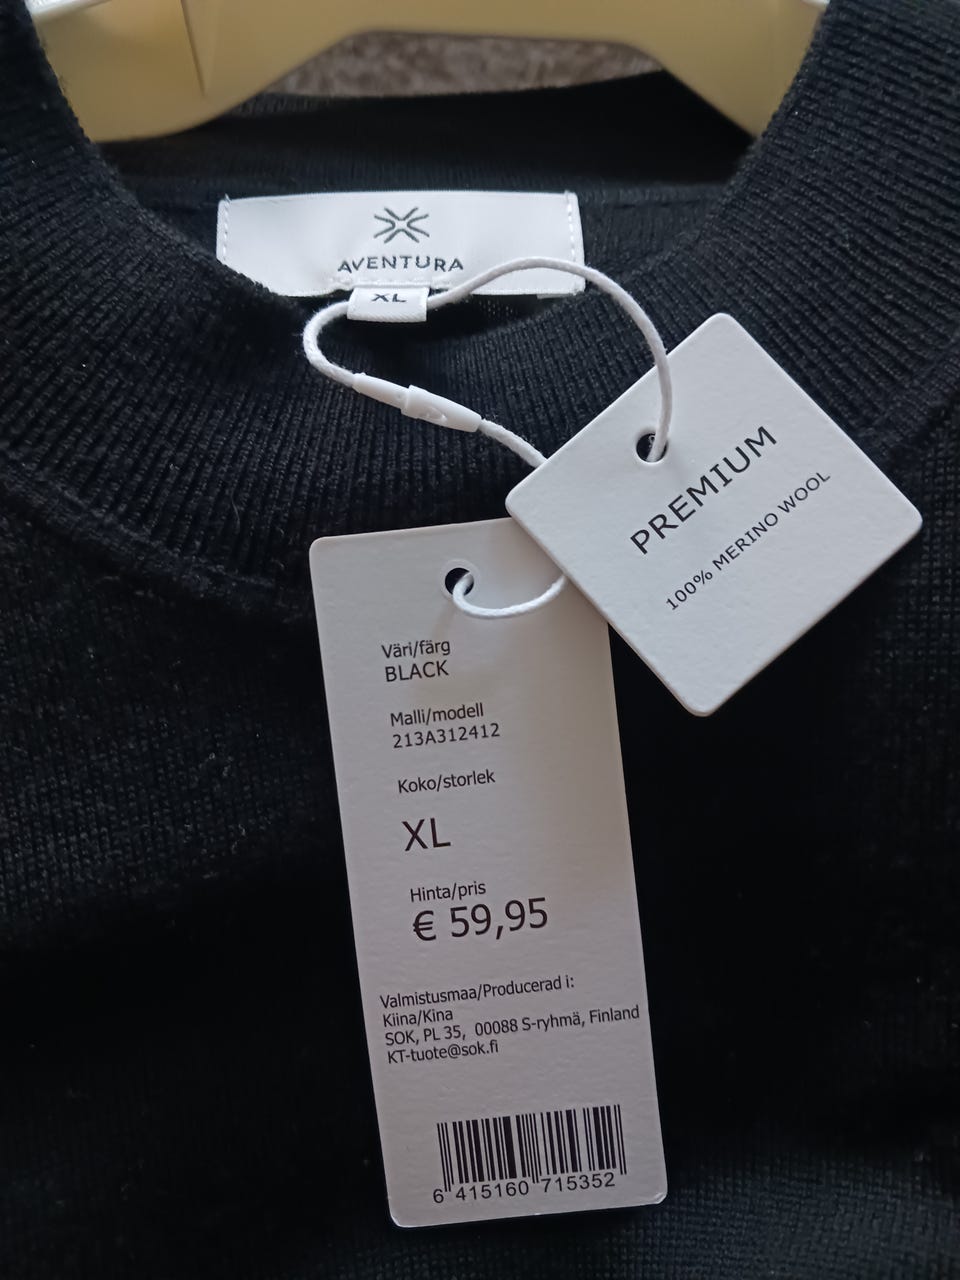 AVENTURA
XL
PREMIUM
100% MERINO WOOL
Väri/färg
BLACK
Malli/modell
213A312412
Koko/storlek
XL
Hinta/pris
€ 59,95
Valmistusmaa/Producerad i:
Kiina/Kina
SOK, PL 35, 00088 S-ryhmä, Finland
KT-tuote@sok.fi
6 415160 715352